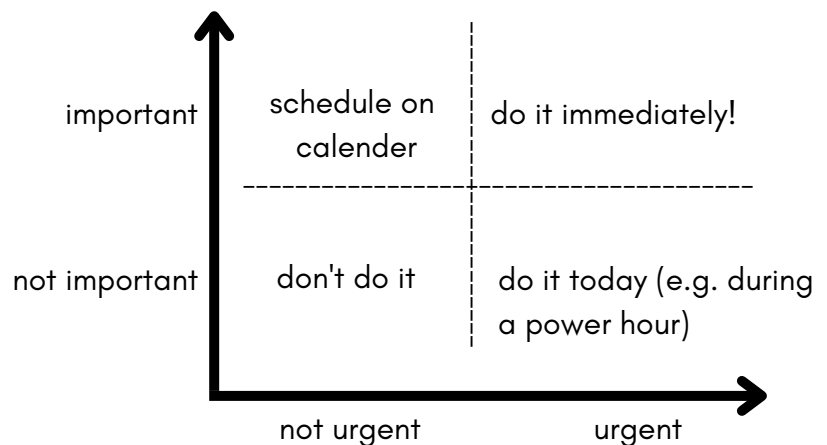 important
schedule on
calender
do it immediately!
not important
don't do it
do it today (e.g. during
a power hour)
not urgent
urgent